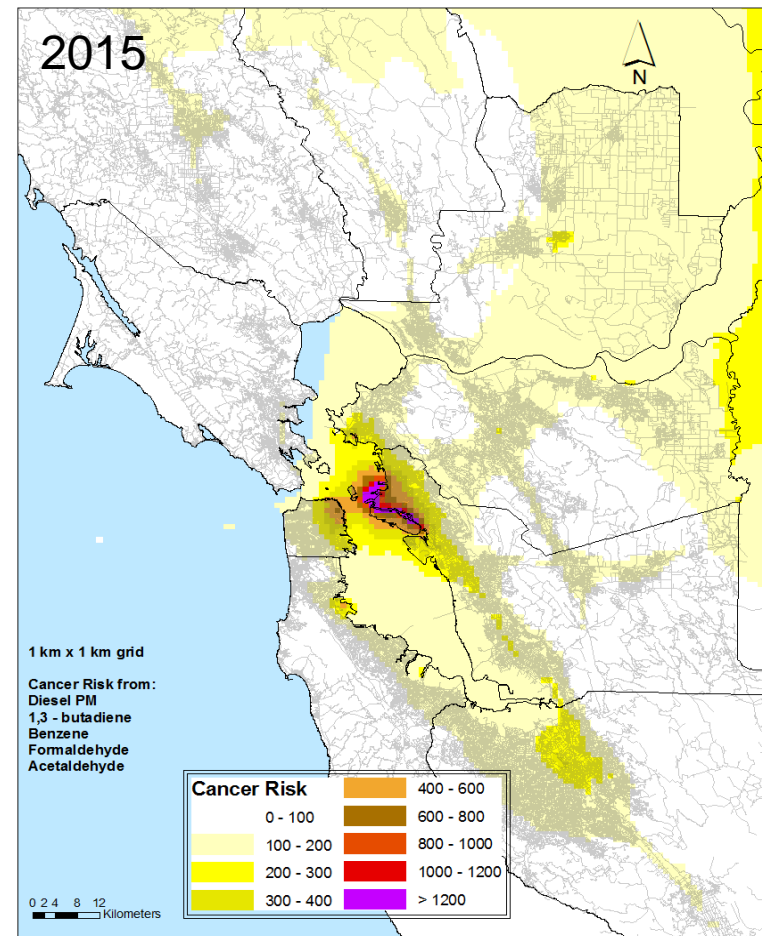 2015
N
1 km x 1 km grid
Cancer Risk from:
Diesel PM
1,3 - butadiene
Benzene
Formaldehyde
Acetaldehyde
Cancer Risk
0 - 100
100 - 200
200 - 300
300 - 400
400 - 600
600 - 800
800 - 1000
1000 - 1200
> 1200
0 2 4 8 12
Kilometers